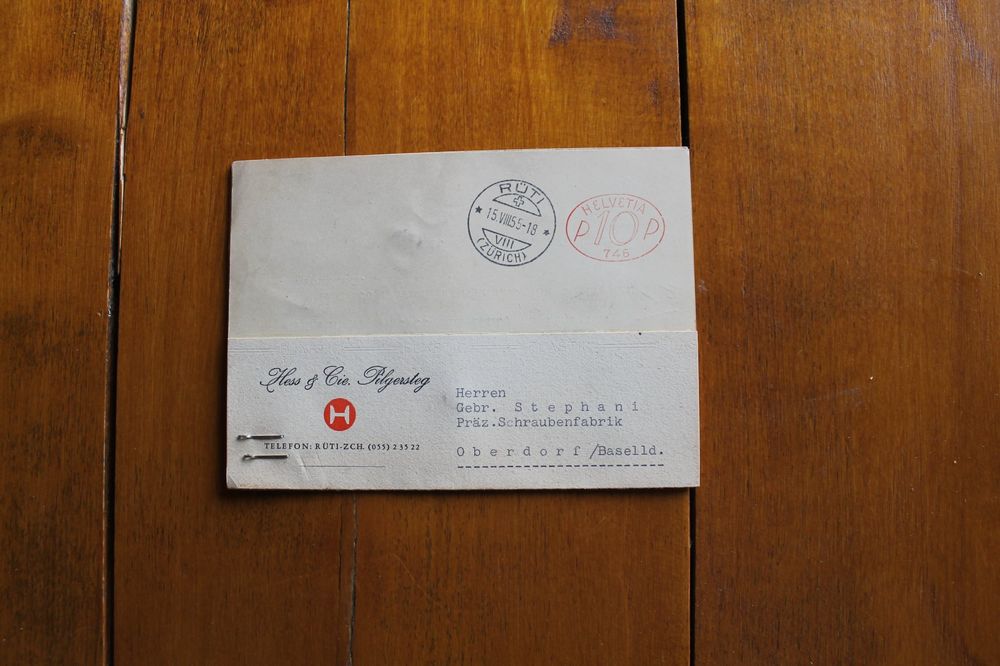 RÜTI
15.VIII.55-18
VIII
(ZÜRICH)
HELVETIA
P 10 P
746
Hess & Cie. Pilgersteg
H
TELEFON: RÜTI-ZCH. (055) 2 35 22
Herren
Gebr. Stephani
Präz.Schraubenfabrik
Oberdorf/Baselld.